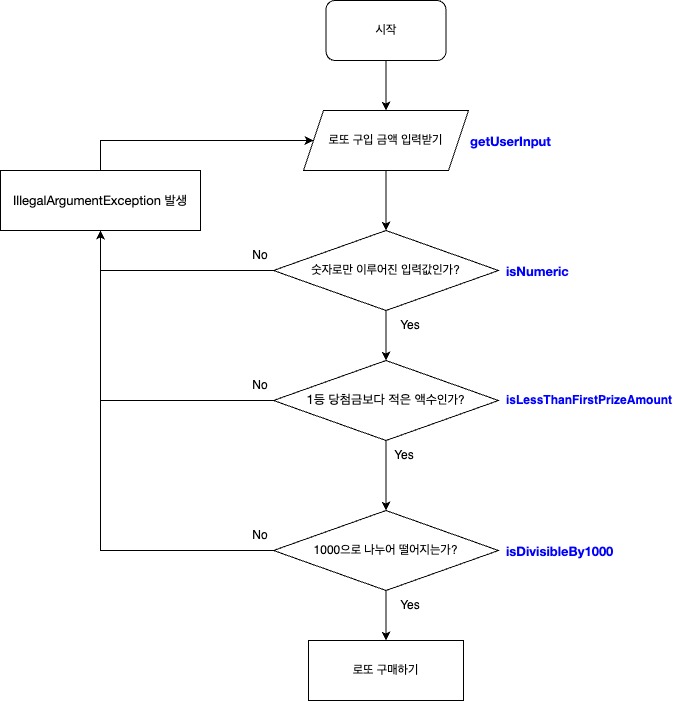 시작
로또 구입 금액 입력받기
getUserInput
IllegalArgumentException 발생
No
숫자로만 이루어진 입력값인가?
isNumeric
Yes
No
1등 당첨금보다 적은 액수인가?
isLessThanFirstPrizeAmount
Yes
No
1000으로 나누어 떨어지는가?
isDivisibleBy1000
Yes
로또 구매하기